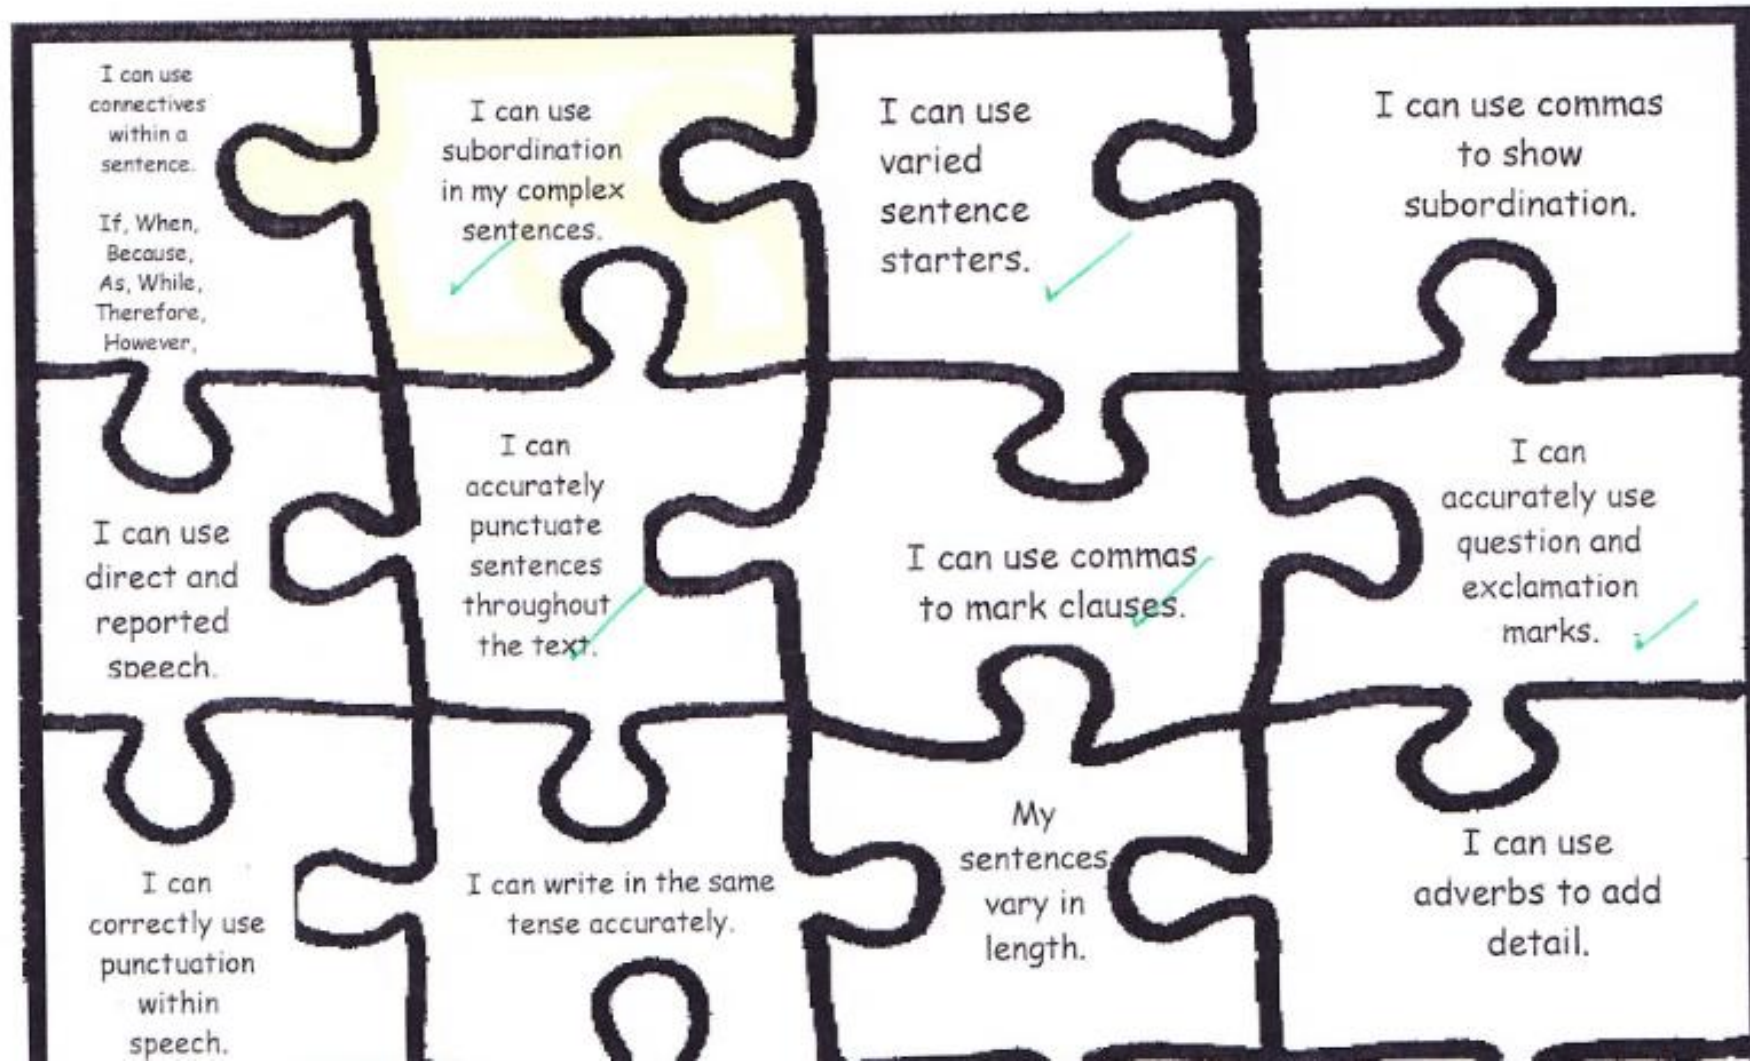 I can use
connectives
within a
sentence.
If, When,
Because,
As, While,
Therefore,
However,
I can use
subordination
in my complex
sentences.
I can use
varied
sentence
starters.
I can use commas
to show
subordination.
I can use
direct and
reported
speech.
I can
accurately
punctuate
sentences
throughout
the text.
I can use commas
to mark clauses.
I can
accurately use
question and
exclamation
marks.
I can
correctly use
punctuation
within
speech.
I can write in the same
tense accurately.
My
sentences
vary in
length.
I can use
adverbs to add
detail.